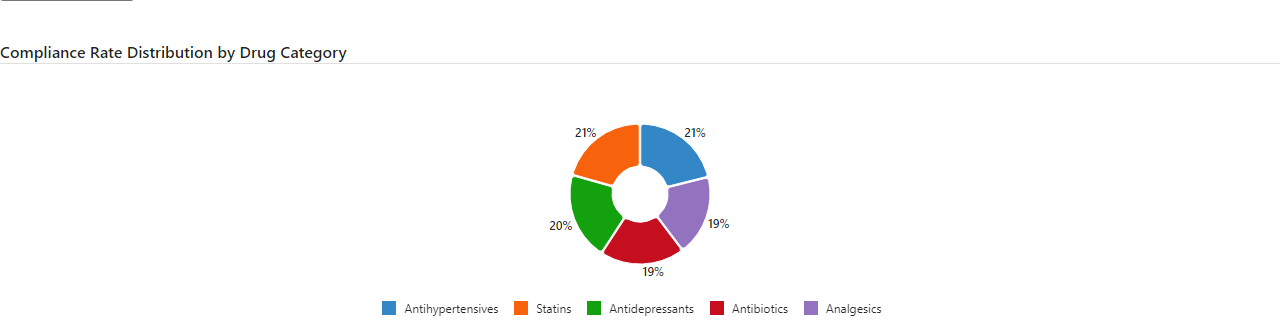 Compliance Rate Distribution by Drug Category
21% 21%
20% 19%
19%
Antihypertensives Statins Antidepressants Antibiotics Analgesics